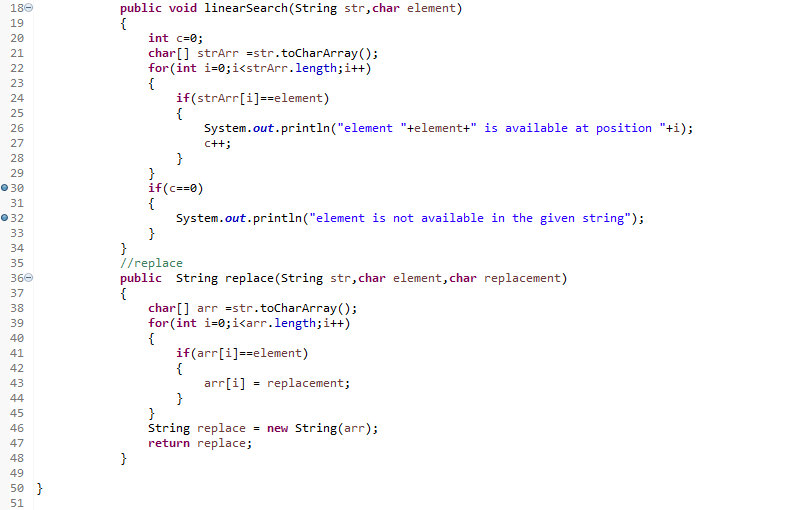 18 public void linearSearch(String str,char element)
19 {
20 int c=0;
21 char[] strArr =str.toCharArray();
22 for(int i=0;i<strArr.length;i++)
23 {
24 if(strArr[i]==element)
25 {
26 System.out.println("element "+element+" is available at position "+i);
27 c++;
28 }
29 }
30 if(c==0)
31 {
32 System.out.println("element is not available in the given string");
33 }
34 }
35 //replace
36 public  String replace(String str,char element,char replacement)
37 {
38 char[] arr =str.toCharArray();
39 for(int i=0;i<arr.length;i++)
40 {
41 if(arr[i]==element)
42 {
43 arr[i] = replacement;
44 }
45 }
46 String replace = new String(arr);
47 return replace;
48 }
49
50 }
51